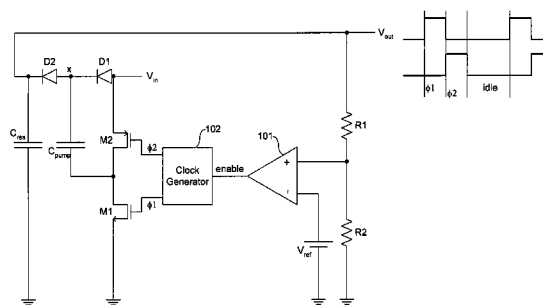 V_out
D2
x
D1
V_in
φ1
φ2
idle
C_res
C_pump
M2
102
φ2
Clock
Generator
enable
101
+
-
R1
M1
φ1
V_ref
R2